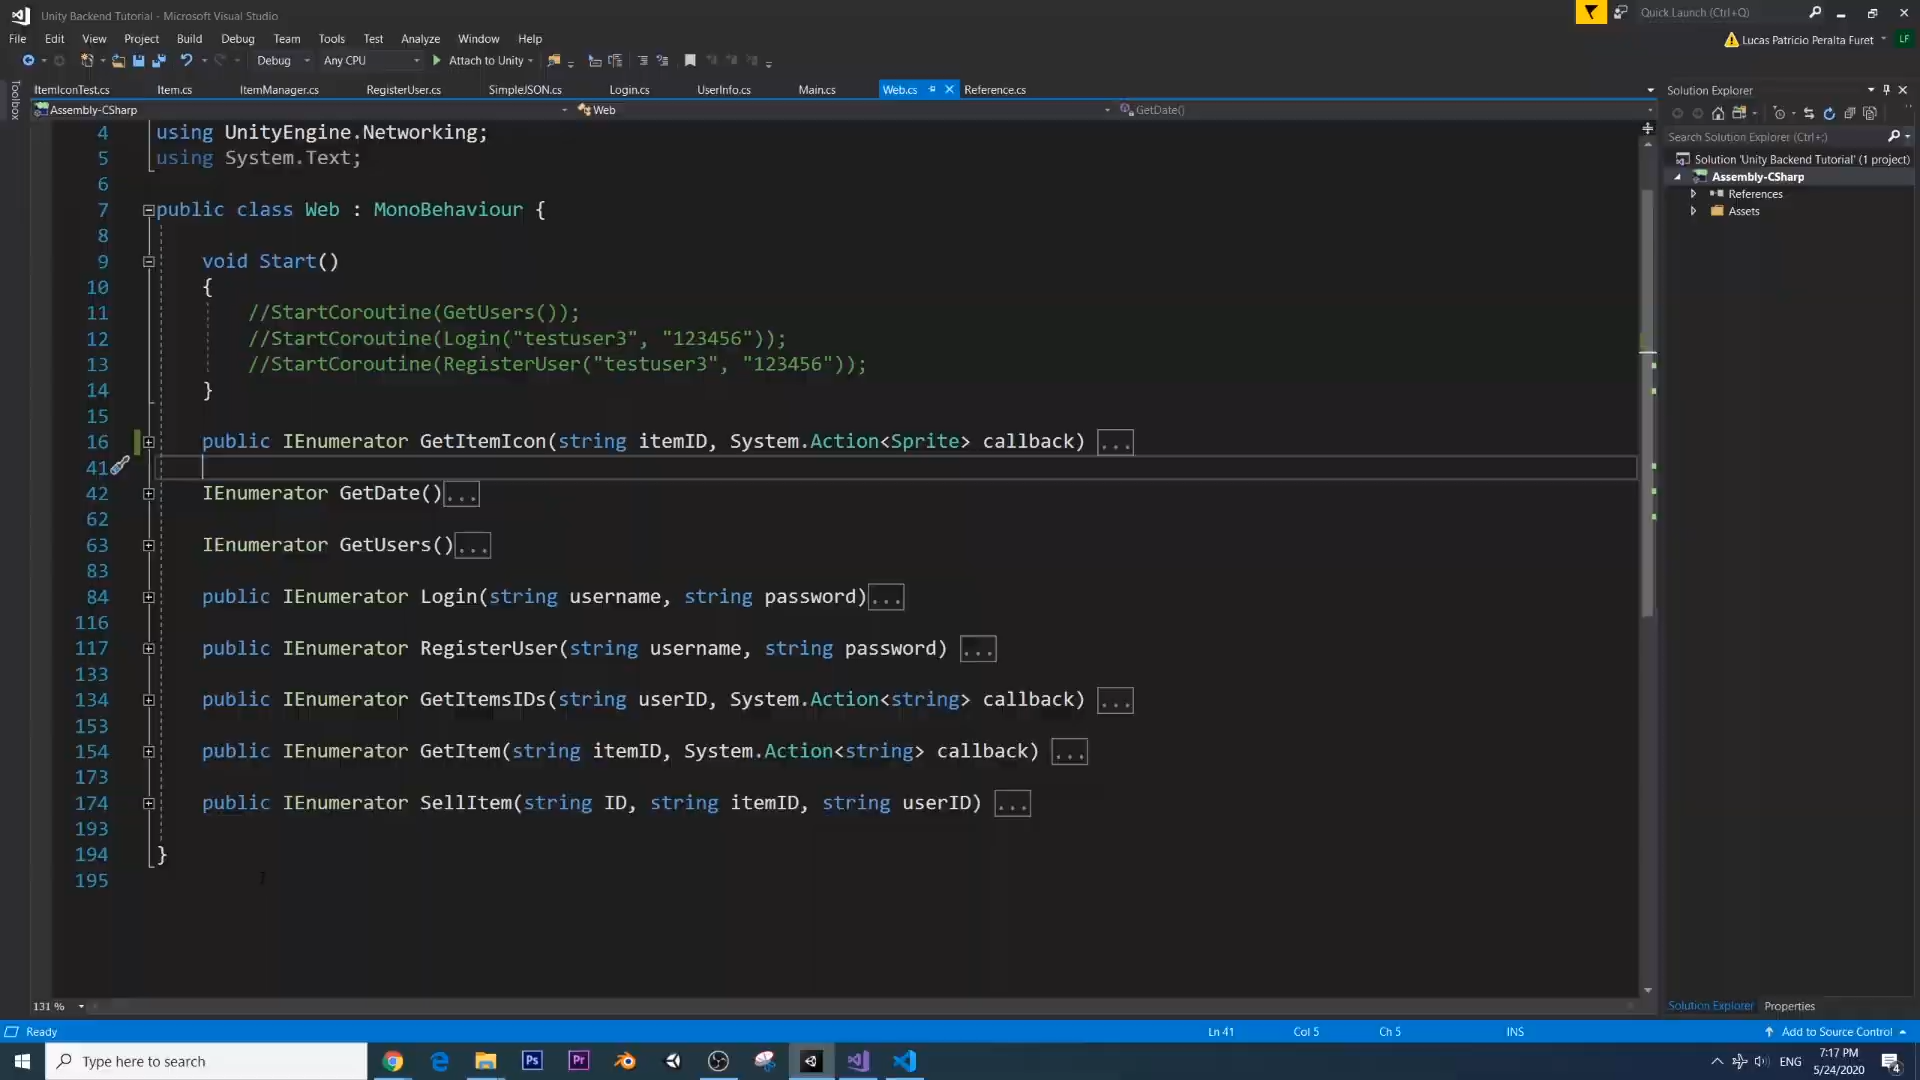 Unity Backend Tutorial - Microsoft Visual Studio
Quick Launch (Ctrl+Q)
File Edit View Project Build Debug Team Tools Test Analyze Window Help
Lucas Patricio Peralta Furet LF
Debug Any CPU Attach to Unity
Toolbox
ItemIconTest.cs Item.cs ItemManager.cs RegisterUser.cs SimpleJSON.cs Login.cs UserInfo.cs Main.cs Web.cs Reference.cs
Assembly-CSharp Web GetDate()
Solution Explorer
Search Solution Explorer (Ctrl+;)
Solution 'Unity Backend Tutorial' (1 project)
Assembly-CSharp
References
Assets
4 using UnityEngine.Networking;
5 using System.Text;
6
7 public class Web : MonoBehaviour {
8
9 void Start()
10 {
11 //StartCoroutine(GetUsers());
12 //StartCoroutine(Login("testuser3", "123456"));
13 //StartCoroutine(RegisterUser("testuser3", "123456"));
14 }
15
16 public IEnumerator GetItemIcon(string itemID, System.Action<Sprite> callback) ...
41
42 IEnumerator GetDate()...
62
63 IEnumerator GetUsers()...
83
84 public IEnumerator Login(string username, string password)...
116
117 public IEnumerator RegisterUser(string username, string password) ...
133
134 public IEnumerator GetItemsIDs(string userID, System.Action<string> callback) ...
153
154 public IEnumerator GetItem(string itemID, System.Action<string> callback) ...
173
174 public IEnumerator SellItem(string ID, string itemID, string userID) ...
193
194 }
195
131 %
Solution Explorer Properties
Ready Ln 41 Col 5 Ch 5 INS Add to Source Control
Type here to search
Ps Pr
ENG
7:17 PM
5/24/2020
4